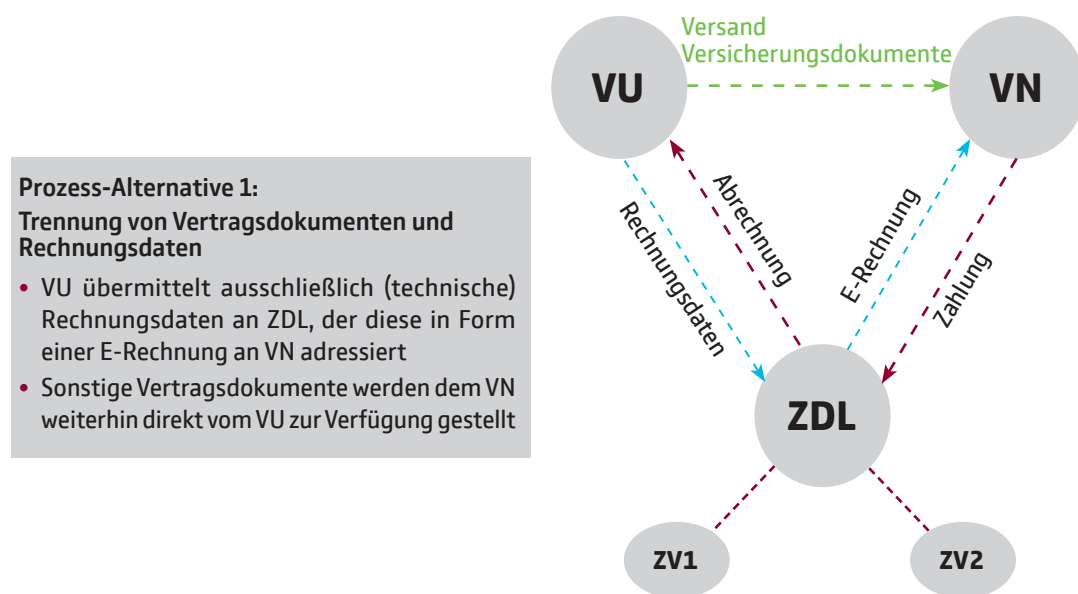 Prozess-Alternative 1:
Trennung von Vertragsdokumenten und
Rechnungsdaten
• VU übermittelt ausschließlich (technische)
Rechnungsdaten an ZDL, der diese in Form
einer E-Rechnung an VN adressiert
• Sonstige Vertragsdokumente werden dem VN
weiterhin direkt vom VU zur Verfügung gestellt
Versand
Versicherungsdokumente
VU
VN
Rechnungsdaten
Abrechnung
E-Rechnung
Zahlung
ZDL
ZV1
ZV2